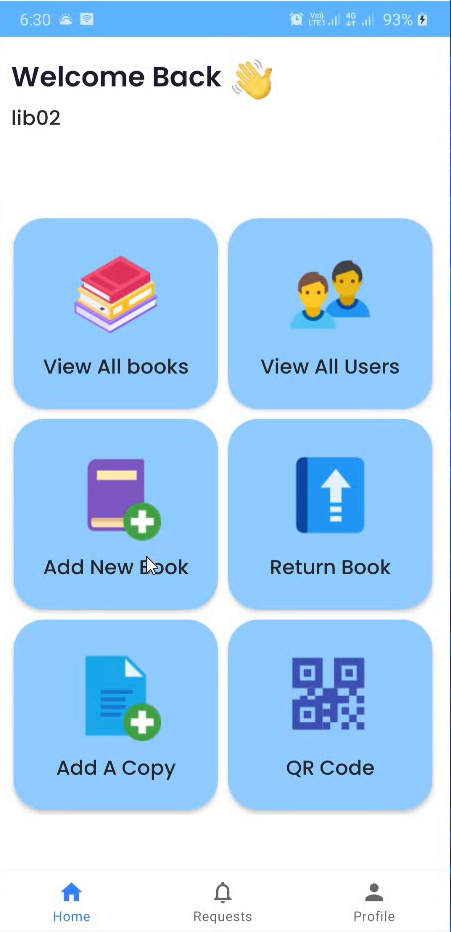 6:30 93%
Welcome Back
lib02
View All books
View All Users
Add New Book
Return Book
Add A Copy
QR Code
Home
Requests
Profile